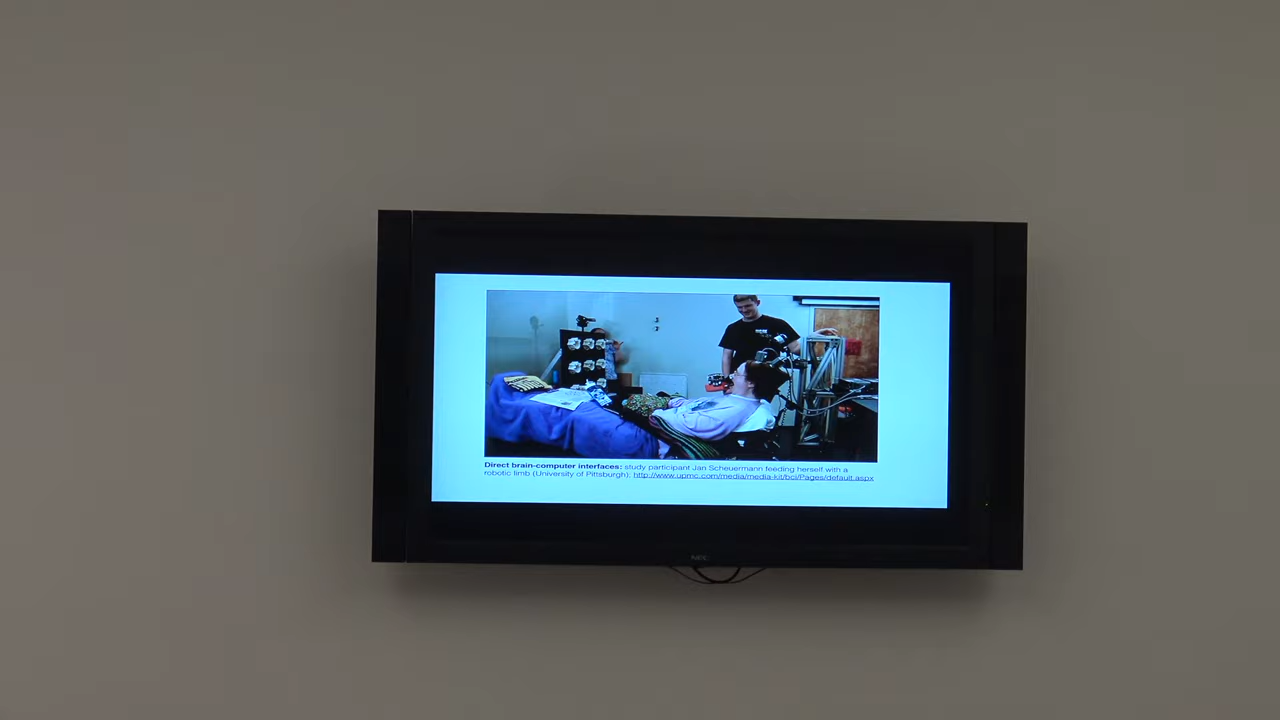 Direct brain-computer interfaces: study participant Jan Scheuermann feeding herself with a
robotic limb (University of Pittsburgh); http://www.upmc.com/media/media-kit/bci/Pages/default.aspx
NEC